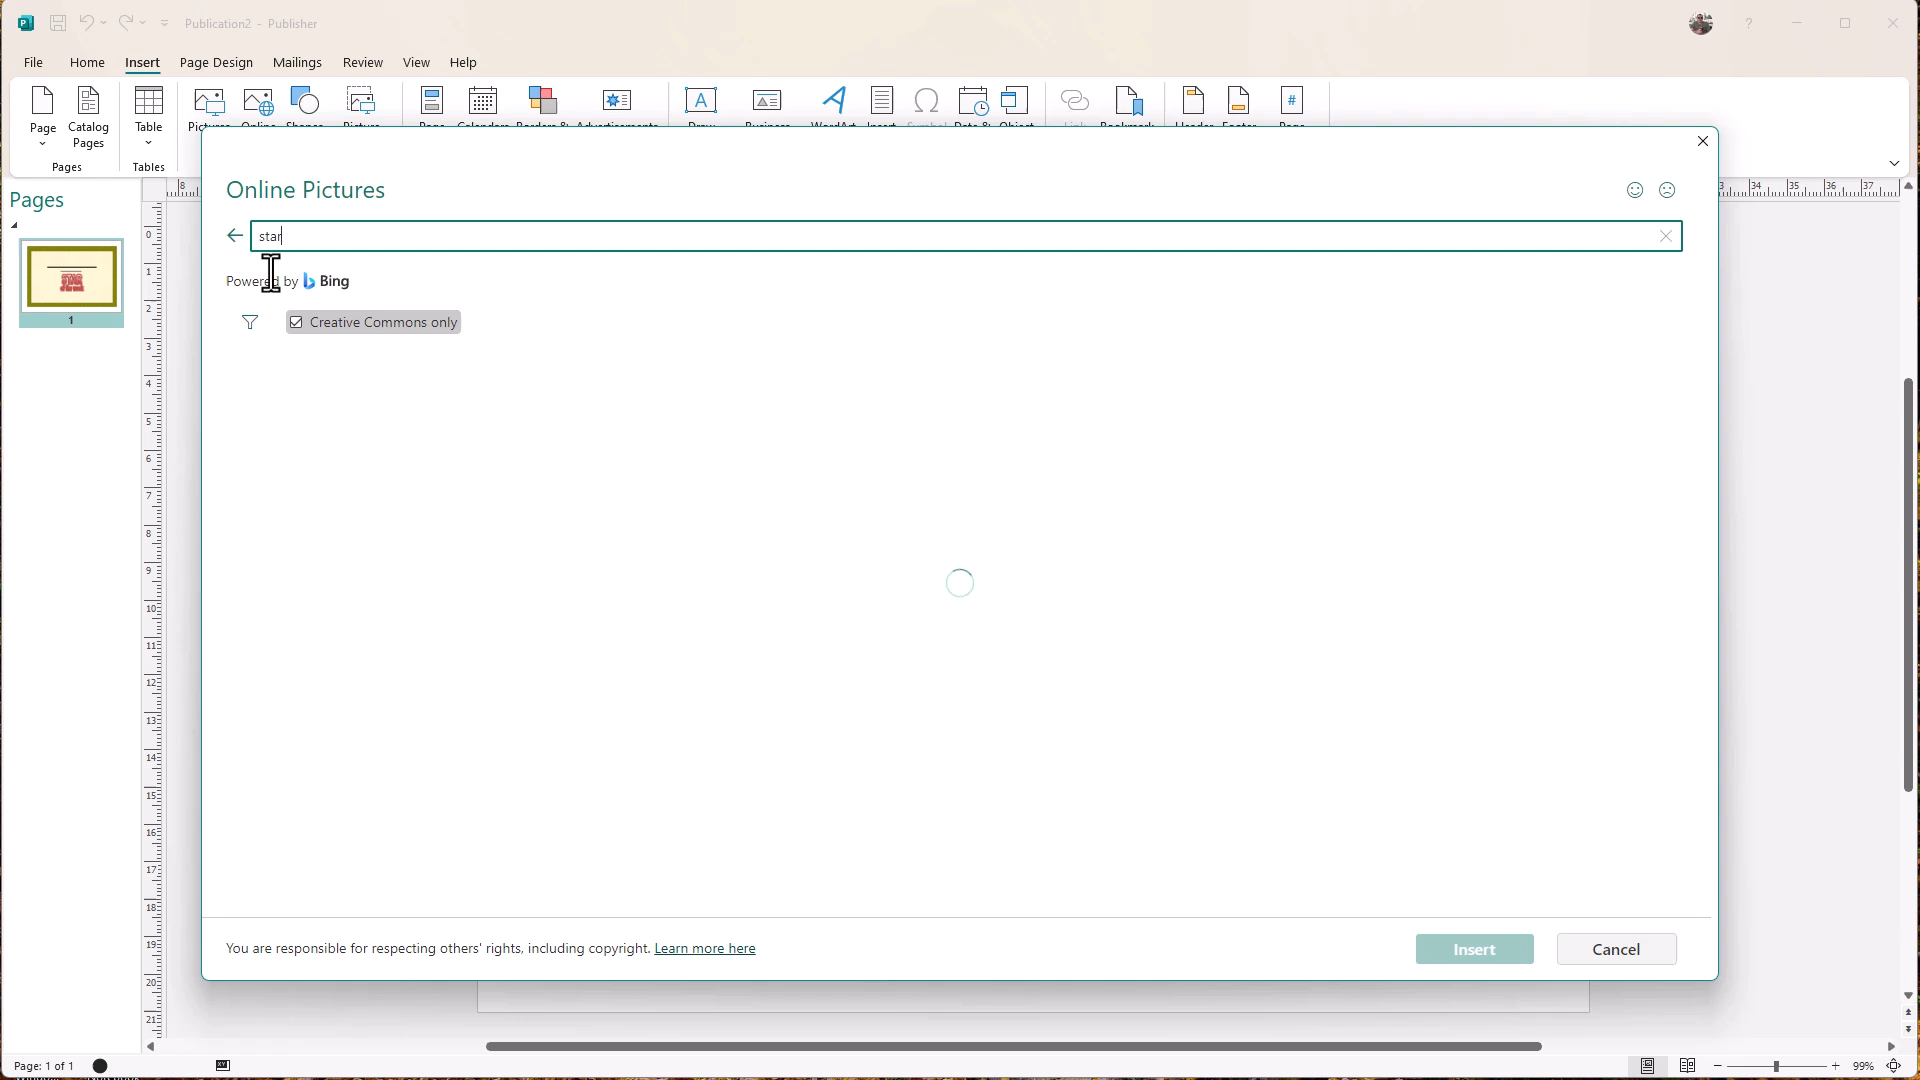 Publication2 - Publisher
File Home Insert Page Design Mailings Review View Help
Page
Catalog Pages
Table
Pages
Tables
Pages
1
Online Pictures
star
Powered by Bing
Creative Commons only
You are responsible for respecting others' rights, including copyright. Learn more here
Insert
Cancel
Page: 1 of 1
99%